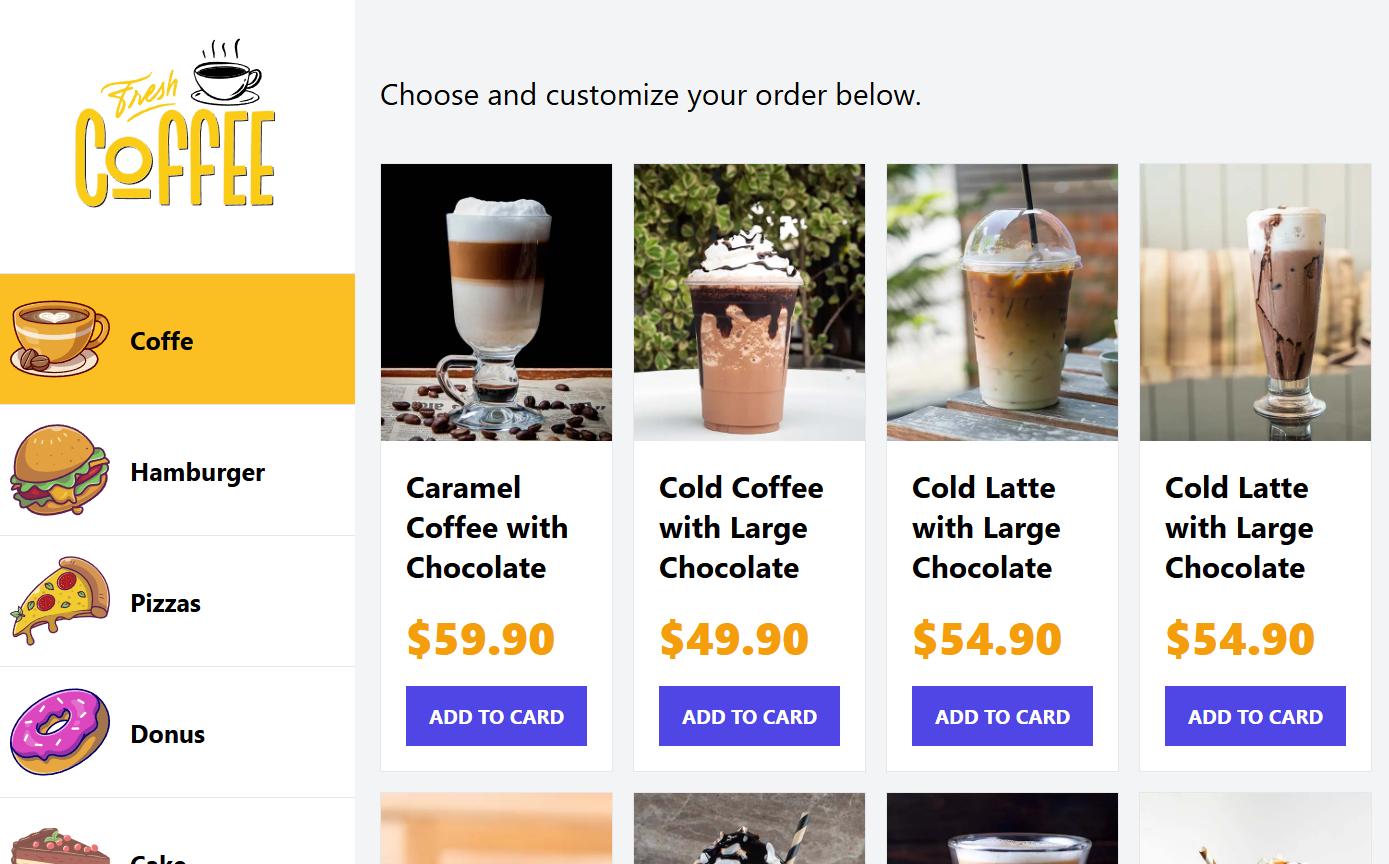 Fresh
COFFEE
Choose and customize your order below.
Coffe
Hamburger
Pizzas
Donus
Cake
Caramel
Coffee with
Chocolate
$59.90
ADD TO CARD
Cold Coffee
with Large
Chocolate
$49.90
ADD TO CARD
Cold Latte
with Large
Chocolate
$54.90
ADD TO CARD
Cold Latte
with Large
Chocolate
$54.90
ADD TO CARD